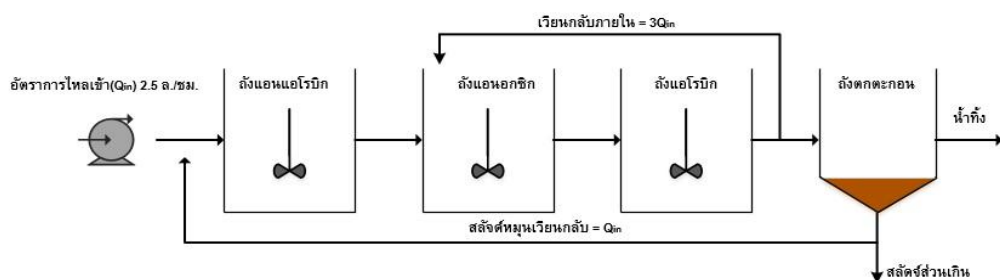 เวียนกลับภายใน = 3Qin
อัตราการไหลเข้า(Qin) 2.5 ล./ชม.
ถังแอนแอโรบิก
ถังแอนอกซิก
ถังแอโรบิก
ถังตกตะกอน
น้ำทิ้ง
สลัจด์หมุนเวียนกลับ = Qin
สลัดจ์ส่วนเกิน